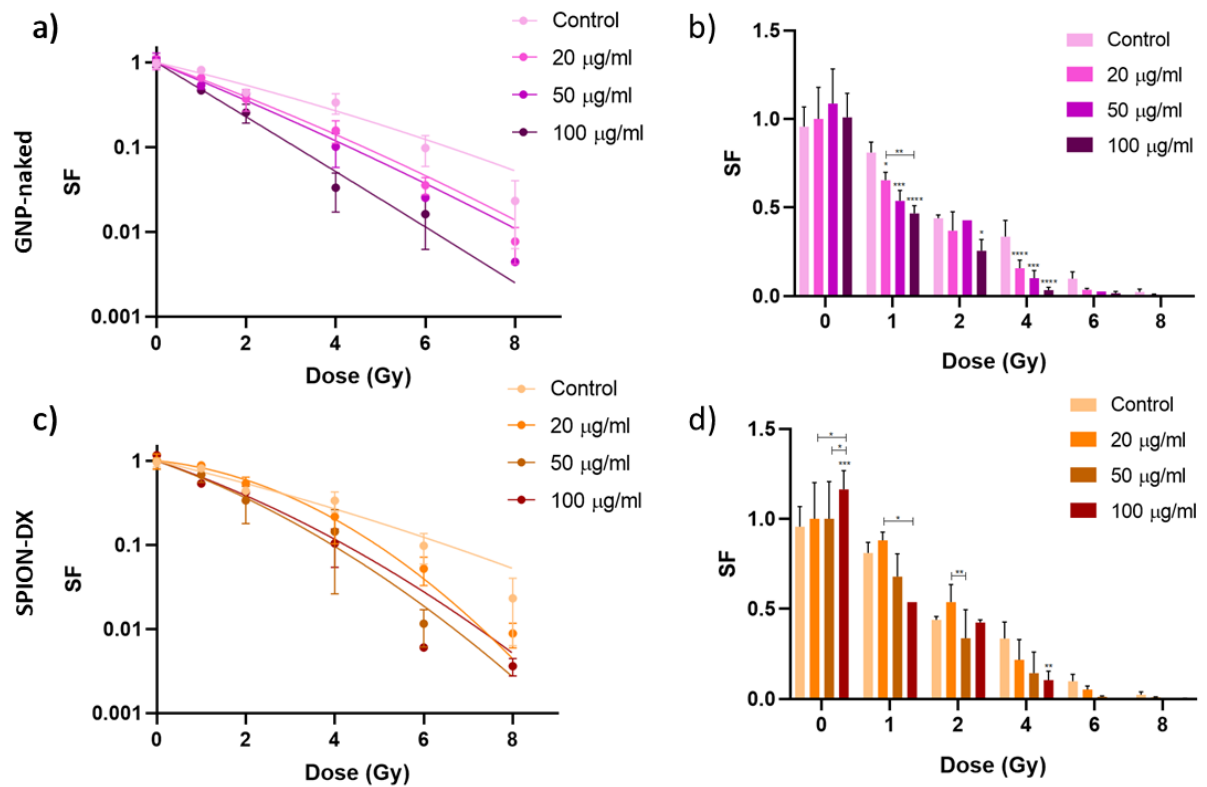 a)
GNP-naked
SF
1
0.1
0.01
0.001
0 2 4 6 8
Dose (Gy)
Control
20 μg/ml
50 μg/ml
100 μg/ml
b)
SF
1.5
1.0
0.5
0.0
0 1 2 4 6 8
Dose (Gy)
Control
20 μg/ml
50 μg/ml
100 μg/ml
**
*
***
****
*
****
***
****
c)
SPION-DX
SF
1
0.1
0.01
0.001
0 2 4 6 8
Dose (Gy)
Control
20 μg/ml
50 μg/ml
100 μg/ml
d)
SF
1.5
1.0
0.5
0.0
0 1 2 4 6 8
Dose (Gy)
Control
20 μg/ml
50 μg/ml
100 μg/ml
*
*
***
*
**
**